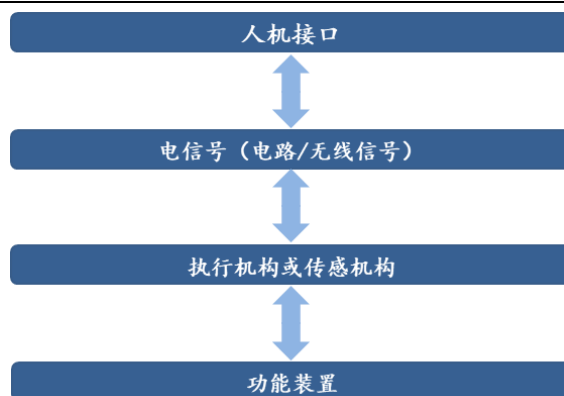 人机接口
电信号（电路/无线信号）
执行机构或传感机构
功能装置